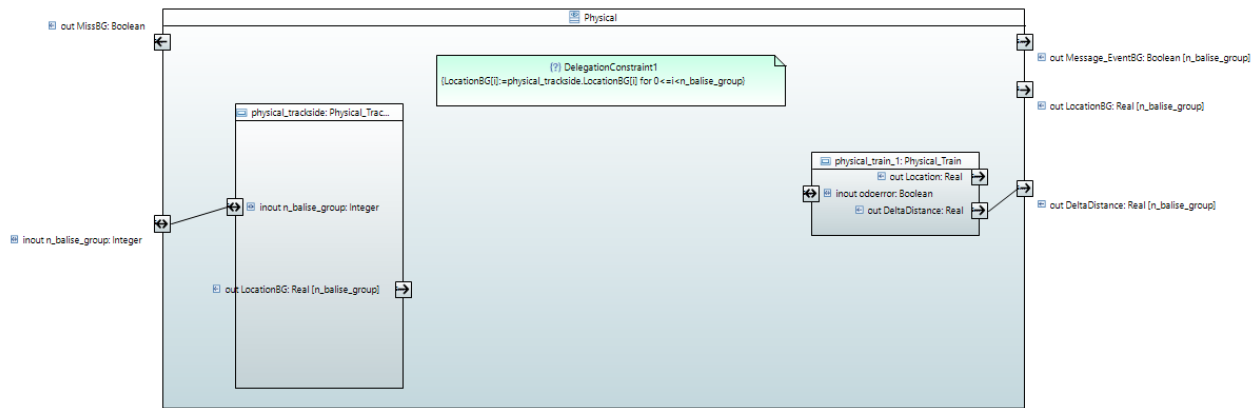 Physical
out MissBG: Boolean
out Message_EventBG: Boolean [n_balise_group]
{?} DelegationConstraint1
{LocationBG[i]:=physical_trackside.LocationBG[i] for 0<=i<n_balise_group}
out LocationBG: Real [n_balise_group]
physical_trackside: Physical_Trac...
physical_train_1: Physical_Train
out Location: Real
inout odoerror: Boolean
out DeltaDistance: Real
out DeltaDistance: Real [n_balise_group]
inout n_balise_group: Integer
inout n_balise_group: Integer
out LocationBG: Real [n_balise_group]